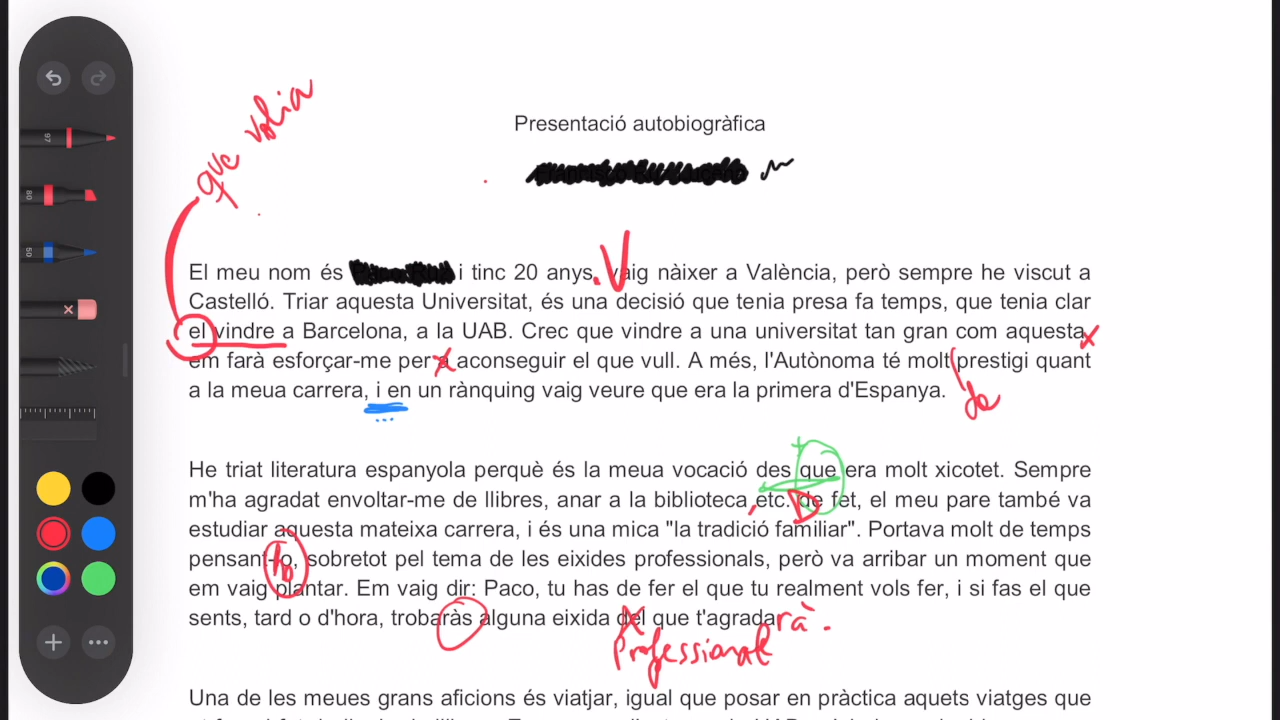 Presentació autobiogràfica
que volia
El meu nom és i tinc 20 anys. V vaig nàixer a València, però sempre he viscut a
Castelló. Triar aquesta Universitat, és una decisió que tenia presa fa temps, que tenia clar
el vindre a Barcelona, a la UAB. Crec que vindre a una universitat tan gran com aquesta
em farà esforçar-me per a aconseguir el que vull. A més, l'Autònoma té molt prestigi quant
de
a la meua carrera, i en un rànquing vaig veure que era la primera d'Espanya.
He triat literatura espanyola perquè és la meua vocació des que era molt xicotet. Sempre
m'ha agradat envoltar-me de llibres, anar a la biblioteca, etc. D de fet, el meu pare també va
estudiar aquesta mateixa carrera, i és una mica "la tradició familiar". Portava molt de temps
pensant-lo, sobretot pel tema de les eixides professionals, però va arribar un moment que
ho
em vaig plantar. Em vaig dir: Paco, tu has de fer el que tu realment vols fer, i si fas el que
sents, tard o d'hora, trobaràs alguna eixida del que t'agradarà.
professional
Una de les meues grans aficions és viatjar, igual que posar en pràctica aquets viatges que
97
80
50